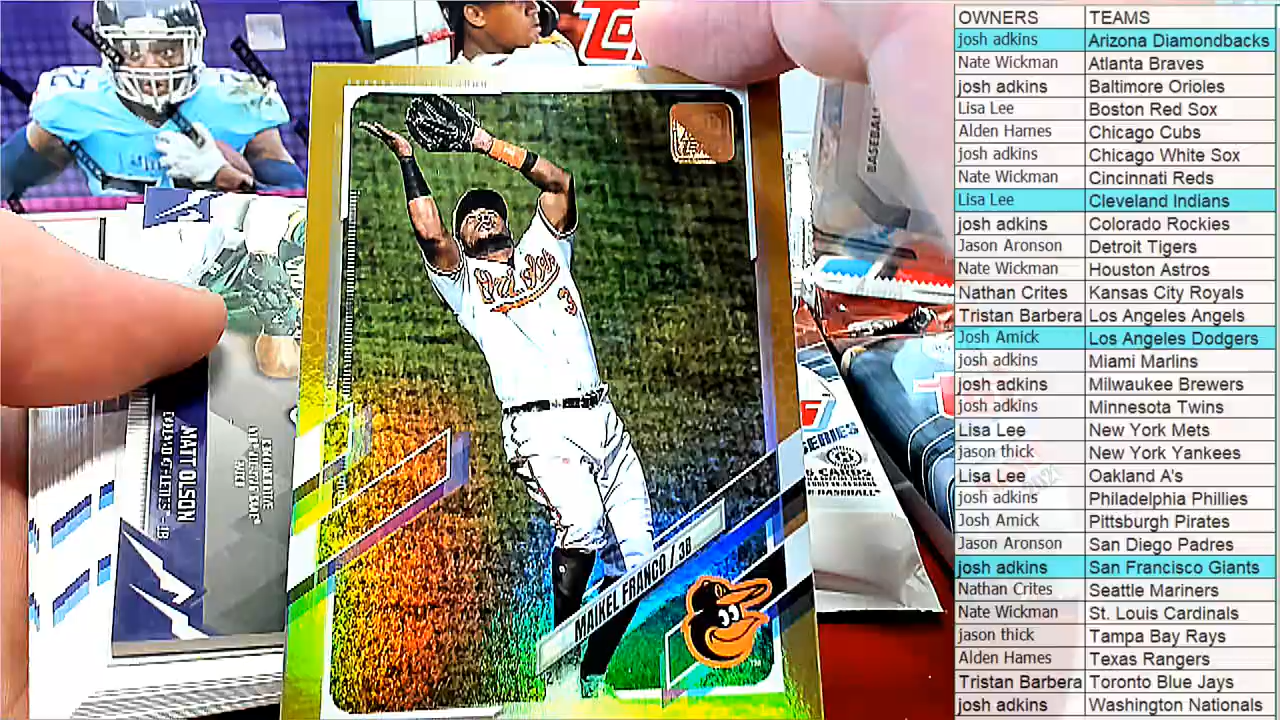 OWNERS TEAMS
josh adkins Arizona Diamondbacks
Nate Wickman Atlanta Braves
josh adkins Baltimore Orioles
Lisa Lee Boston Red Sox
Alden Hames Chicago Cubs
josh adkins Chicago White Sox
Nate Wickman Cincinnati Reds
Lisa Lee Cleveland Indians
josh adkins Colorado Rockies
Jason Aronson Detroit Tigers
Nate Wickman Houston Astros
Nathan Crites Kansas City Royals
Tristan Barbera Los Angeles Angels
Josh Amick Los Angeles Dodgers
josh adkins Miami Marlins
josh adkins Milwaukee Brewers
josh adkins Minnesota Twins
Lisa Lee New York Mets
jason thick New York Yankees
Lisa Lee Oakland A's
josh adkins Philadelphia Phillies
Josh Amick Pittsburgh Pirates
Jason Aronson San Diego Padres
josh adkins San Francisco Giants
Nathan Crites Seattle Mariners
Nate Wickman St. Louis Cardinals
jason thick Tampa Bay Rays
Alden Hames Texas Rangers
Tristan Barbera Toronto Blue Jays
josh adkins Washington Nationals
3
MAIKEL FRANCO / 3B
MATT OLSON
SERIES
CARDS
BASEBALL